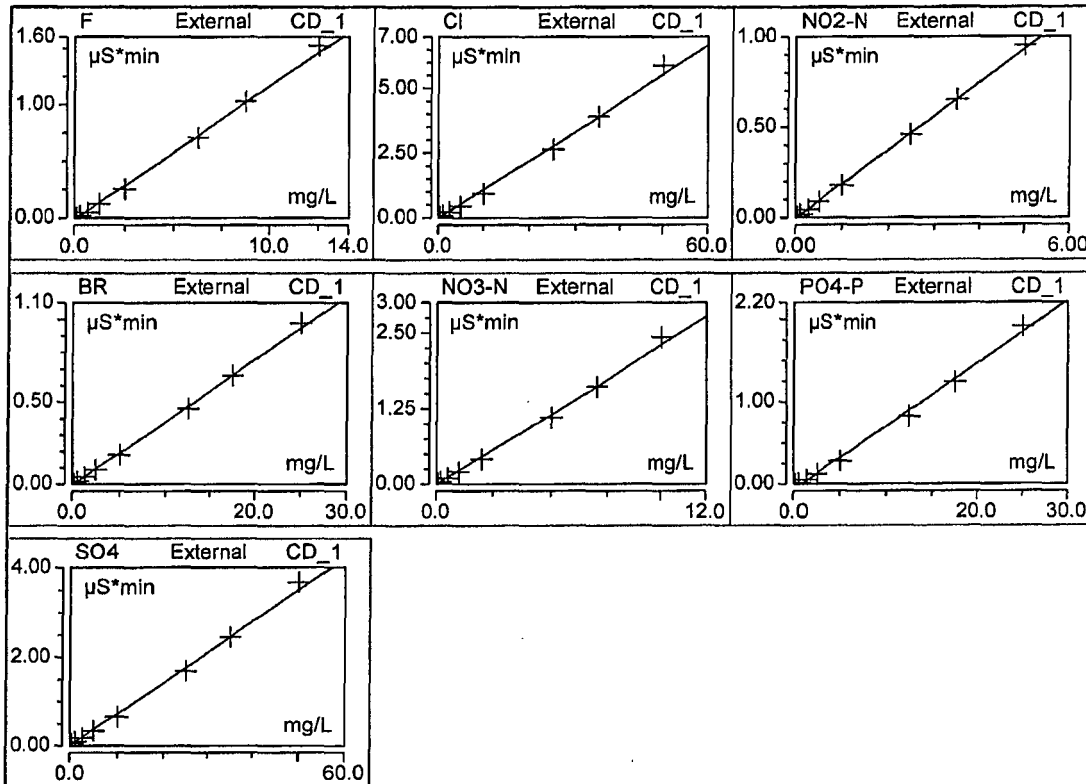 F External CD_1
1.60
µS*min
1.00
mg/L
0.00
0.0 10.0 14.0
Cl External CD_1
7.00
µS*min
5.00
2.50
mg/L
0.00
0.0 60.0
NO2-N External CD_1
1.00
µS*min
0.50
mg/L
0.00
0.00 6.00
BR External CD_1
1.10
µS*min
0.50
mg/L
0.00
0.0 20.0 30.0
NO3-N External CD_1
3.00
2.50
µS*min
1.25
mg/L
0.00
0.0 12.0
PO4-P External CD_1
2.20
µS*min
1.00
mg/L
0.00
0.0 20.0 30.0
SO4 External CD_1
4.00
µS*min
2.00
mg/L
0.00
0.0 60.0